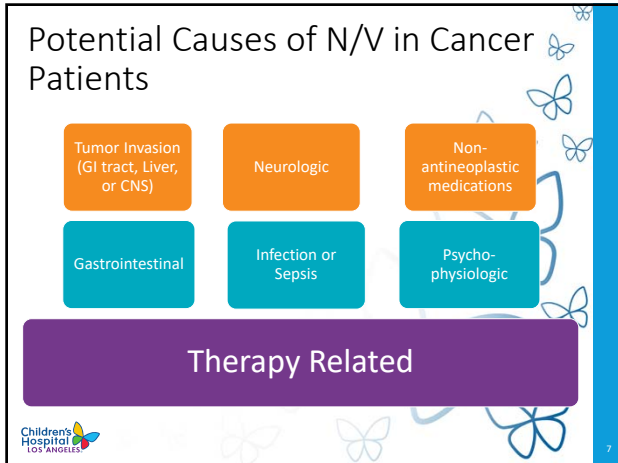 Potential Causes of N/V in Cancer
Patients
Tumor Invasion
(GI tract, Liver,
or CNS)
Neurologic
Non-
antineoplastic
medications
Gastrointestinal
Infection or
Sepsis
Psycho-
physiologic
Therapy Related
Children's
Hospital
LOS ANGELES
7